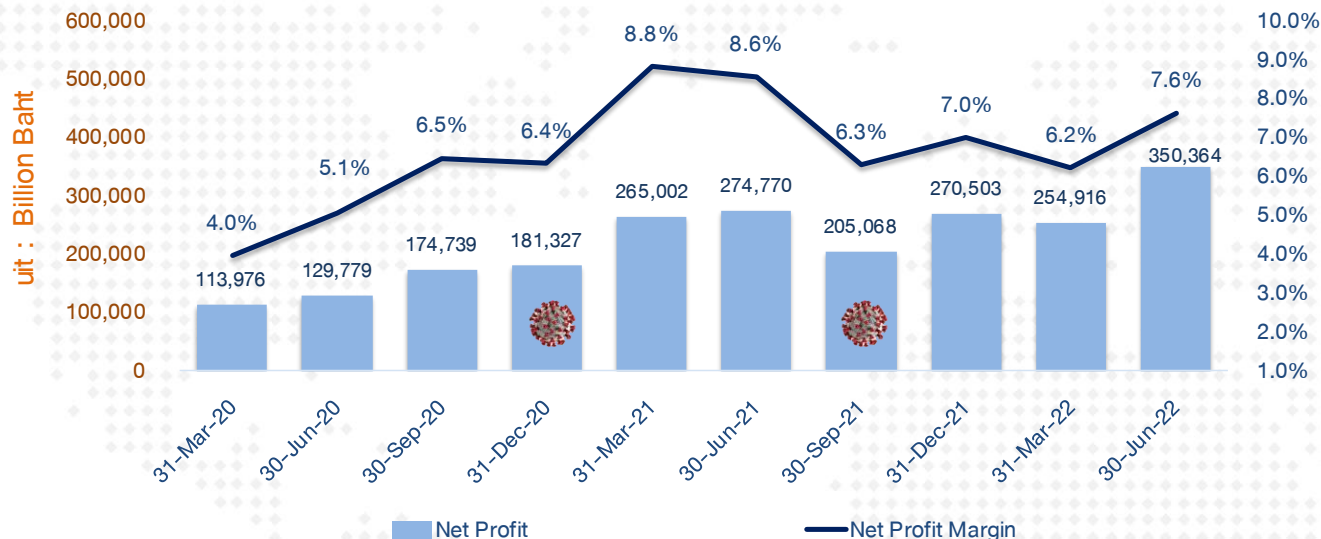 uit : Billion Baht
600,000
500,000
400,000
300,000
200,000
100,000
0
10.0%
9.0%
8.0%
7.0%
6.0%
5.0%
4.0%
3.0%
2.0%
1.0%
4.0%
5.1%
6.5%
6.4%
8.8%
8.6%
6.3%
7.0%
6.2%
7.6%
113,976
129,779
174,739
181,327
265,002
274,770
205,068
270,503
254,916
350,364
31-Mar-20
30-Jun-20
30-Sep-20
31-Dec-20
31-Mar-21
30-Jun-21
30-Sep-21
31-Dec-21
31-Mar-22
30-Jun-22
Net Profit
Net Profit Margin